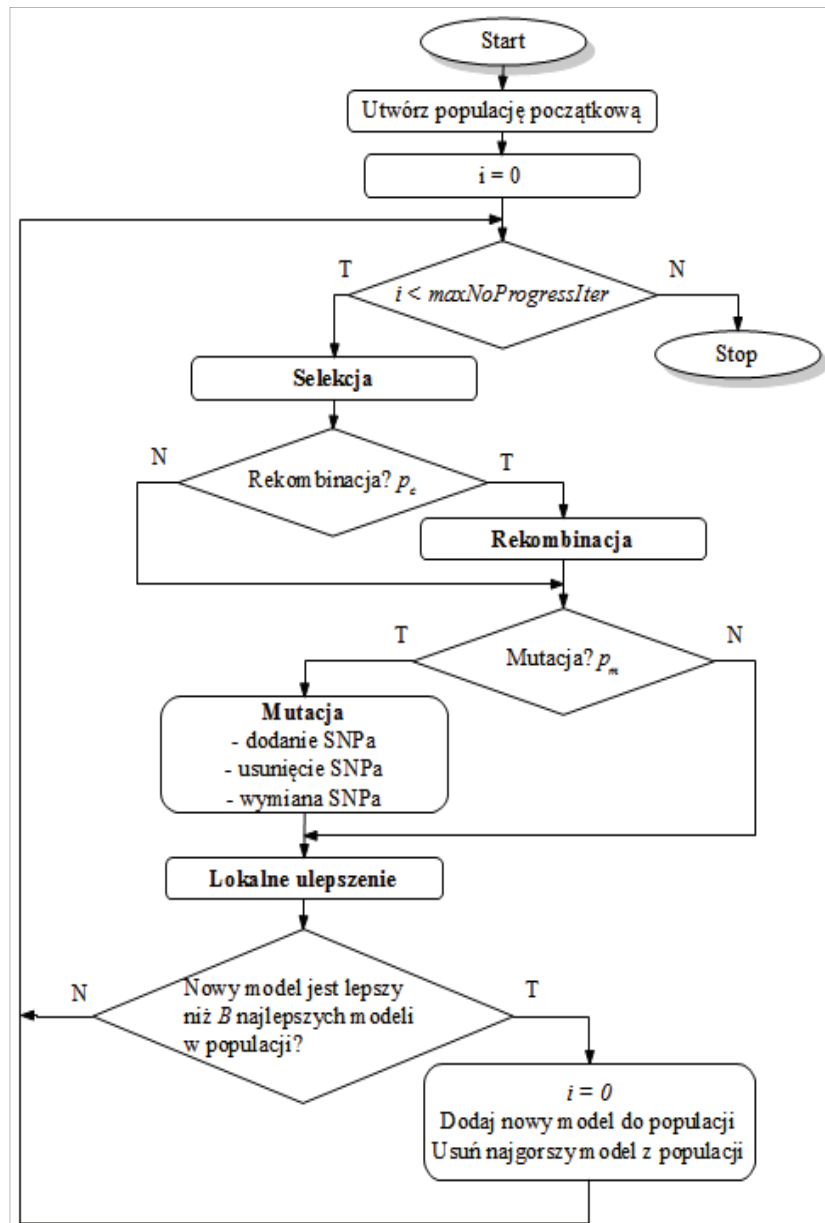 Start
Utwórz populację początkową
i = 0
T
N
i < maxNoProgressIter
Stop
Selekcja
N
T
Rekombinacja? p_c
Rekombinacja
T
N
Mutacja? p_m
Mutacja
- dodanie SNPa
- usunięcie SNPa
- wymiana SNPa
Lokalne ulepszenie
N
T
Nowy model jest lepszy
niż B najlepszych modeli
w populacji?
i = 0
Dodaj nowy model do populacji
Usuń najgorszy model z populacji